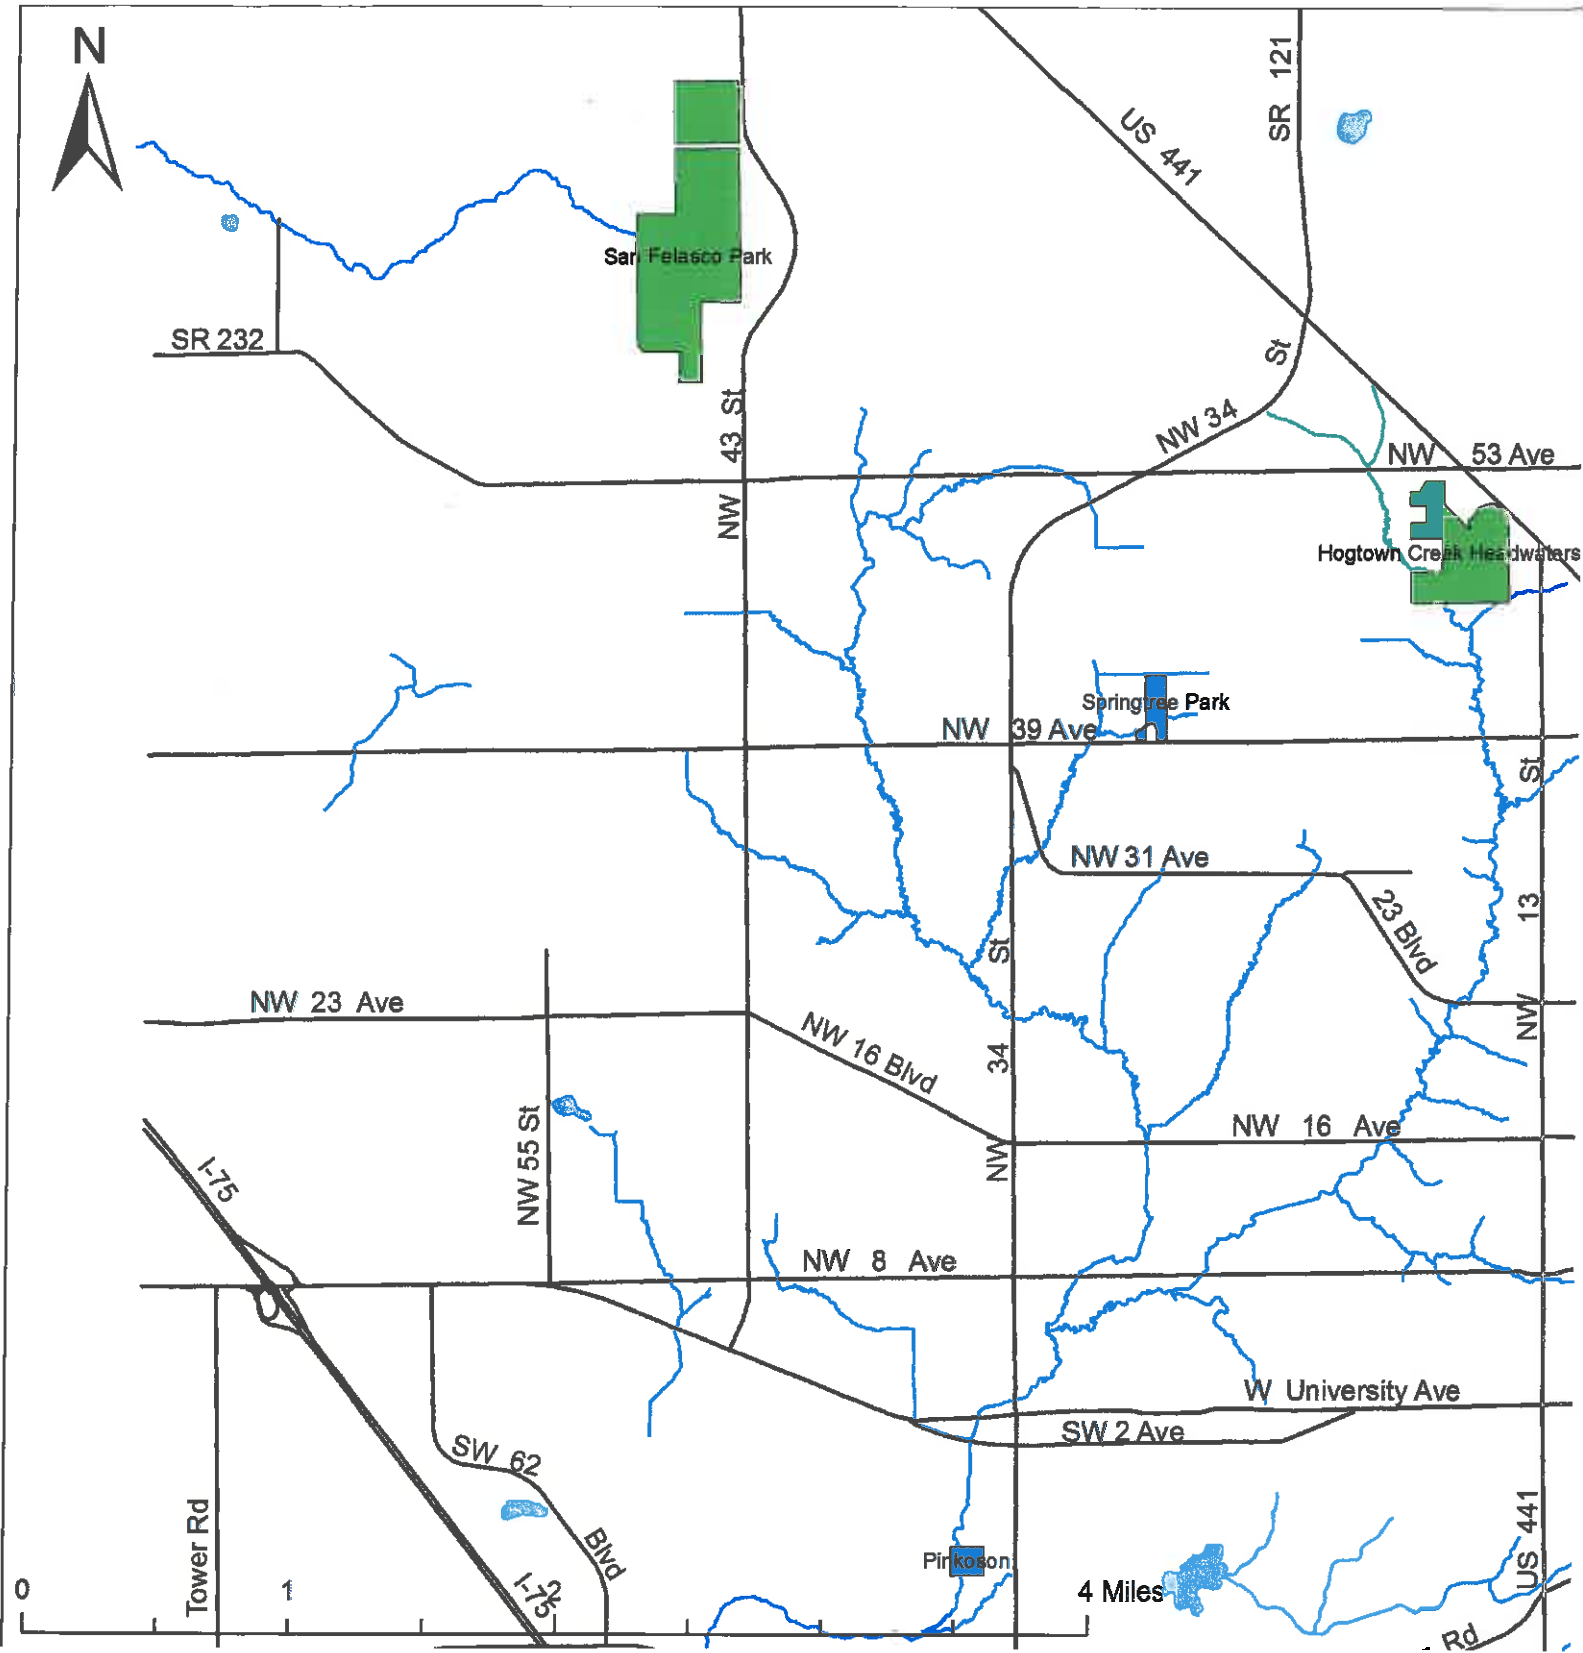 N
SR 121
US 441
San Felasco Park
SR 232
NW 43 St
NW 34 St
NW 53 Ave
Hogtown Creek Headwaters
Springtree Park
NW 39 Ave
NW 31 Ave
23 Blvd
NW 13 St
NW 23 Ave
NW 16 Blvd
NW 34 St
NW 16 Ave
NW 55 St
I-75
NW 8 Ave
W University Ave
SW 2 Ave
SW 62 Blvd
Tower Rd
I-75
Pinkoson
US 441
Rd
0 1 2 4 Miles